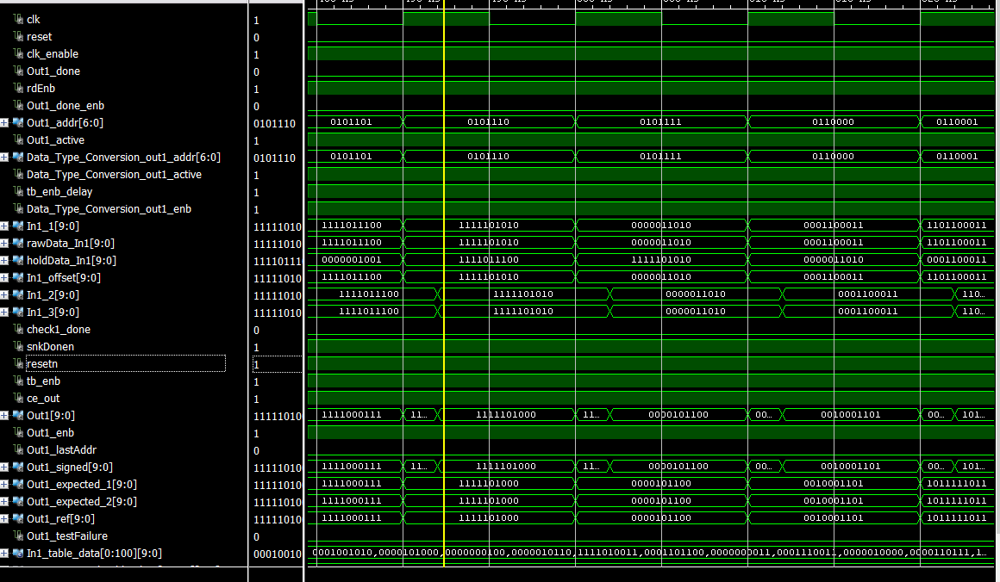 clk 1
reset 0
clk_enable 1
Out1_done 0
rdEnb 1
Out1_done_enb 0
Out1_addr[6:0] 0101110 0101101 0101110 0101111 0110000 0110001
Out1_active 1
Data_Type_Conversion_out1_addr[6:0] 0101110 0101101 0101110 0101111 0110000 0110001
Data_Type_Conversion_out1_active 1
tb_enb_delay 1
Data_Type_Conversion_out1_enb 1
In1_1[9:0] 11111010 1111011100 1111101010 0000011010 0001100011 1101100011
rawData_In1[9:0] 11111010 1111011100 1111101010 0000011010 0001100011 1101100011
holdData_In1[9:0] 11110111 0000001001 1111011100 1111101010 0000011010 0001100011
In1_offset[9:0] 11111010 1111011100 1111101010 0000011010 0001100011 1101100011
In1_2[9:0] 11111010 1111011100 1111101010 0000011010 0001100011 110...
In1_3[9:0] 11111010 1111011100 1111101010 0000011010 0001100011 110...
check1_done 0
snkDonen 1
resetn 1
tb_enb 1
ce_out 1
Out1[9:0] 11111010 1111000111 11... 1111101000 11... 0000101100 00... 0010001101 00... 101...
Out1_enb 1
Out1_lastAddr 0
Out1_signed[9:0] 11111010 1111000111 11... 1111101000 11... 0000101100 00... 0010001101 00... 101...
Out1_expected_1[9:0] 11111010 1111000111 1111101000 0000101100 0010001101 1011111011
Out1_expected_2[9:0] 11111010 1111000111 1111101000 0000101100 0010001101 1011111011
Out1_ref[9:0] 11111010 1111000111 1111101000 0000101100 0010001101 1011111011
Out1_testFailure 0
In1_table_data[0:100][9:0] 00010010 0001001010,0000101000,0000000100,0000010110,1111010011,0001101100,0000000011,0001110011,0000010000,0000110111,1...